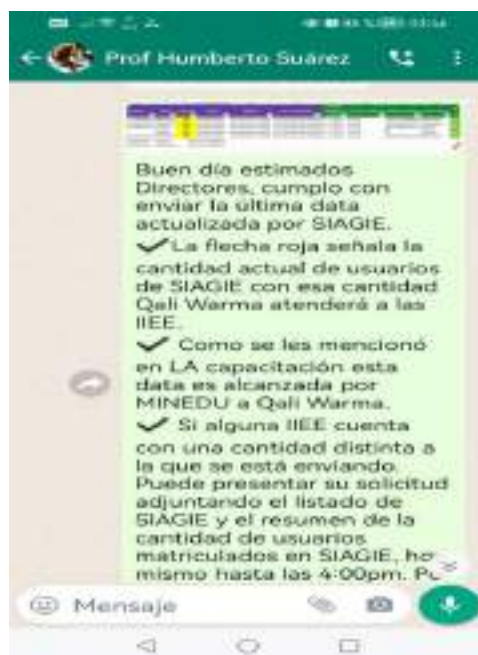 Prof Humberto Suárez
Buen día estimados
Directores, cumplo con
enviar la última data
actualizada por SIAGIE.
✔La flecha roja señala la
cantidad actual de usuarios
de SIAGIE con esa cantidad
Qali Warma atenderá a las
IIEE.
✔ Como se les mencionó
en LA capacitación esta
data es alcanzada por
MINEDU a Qali Warma.
✔ Si alguna IIEE cuenta
con una cantidad distinta a
la que se está enviando.
Puede presentar su solicitud
adjuntando el listado de
SIAGIE y el resumen de la
cantidad de usuarios
matriculados en SIAGIE,
mismo hasta las 4:00pm.
Mensaje